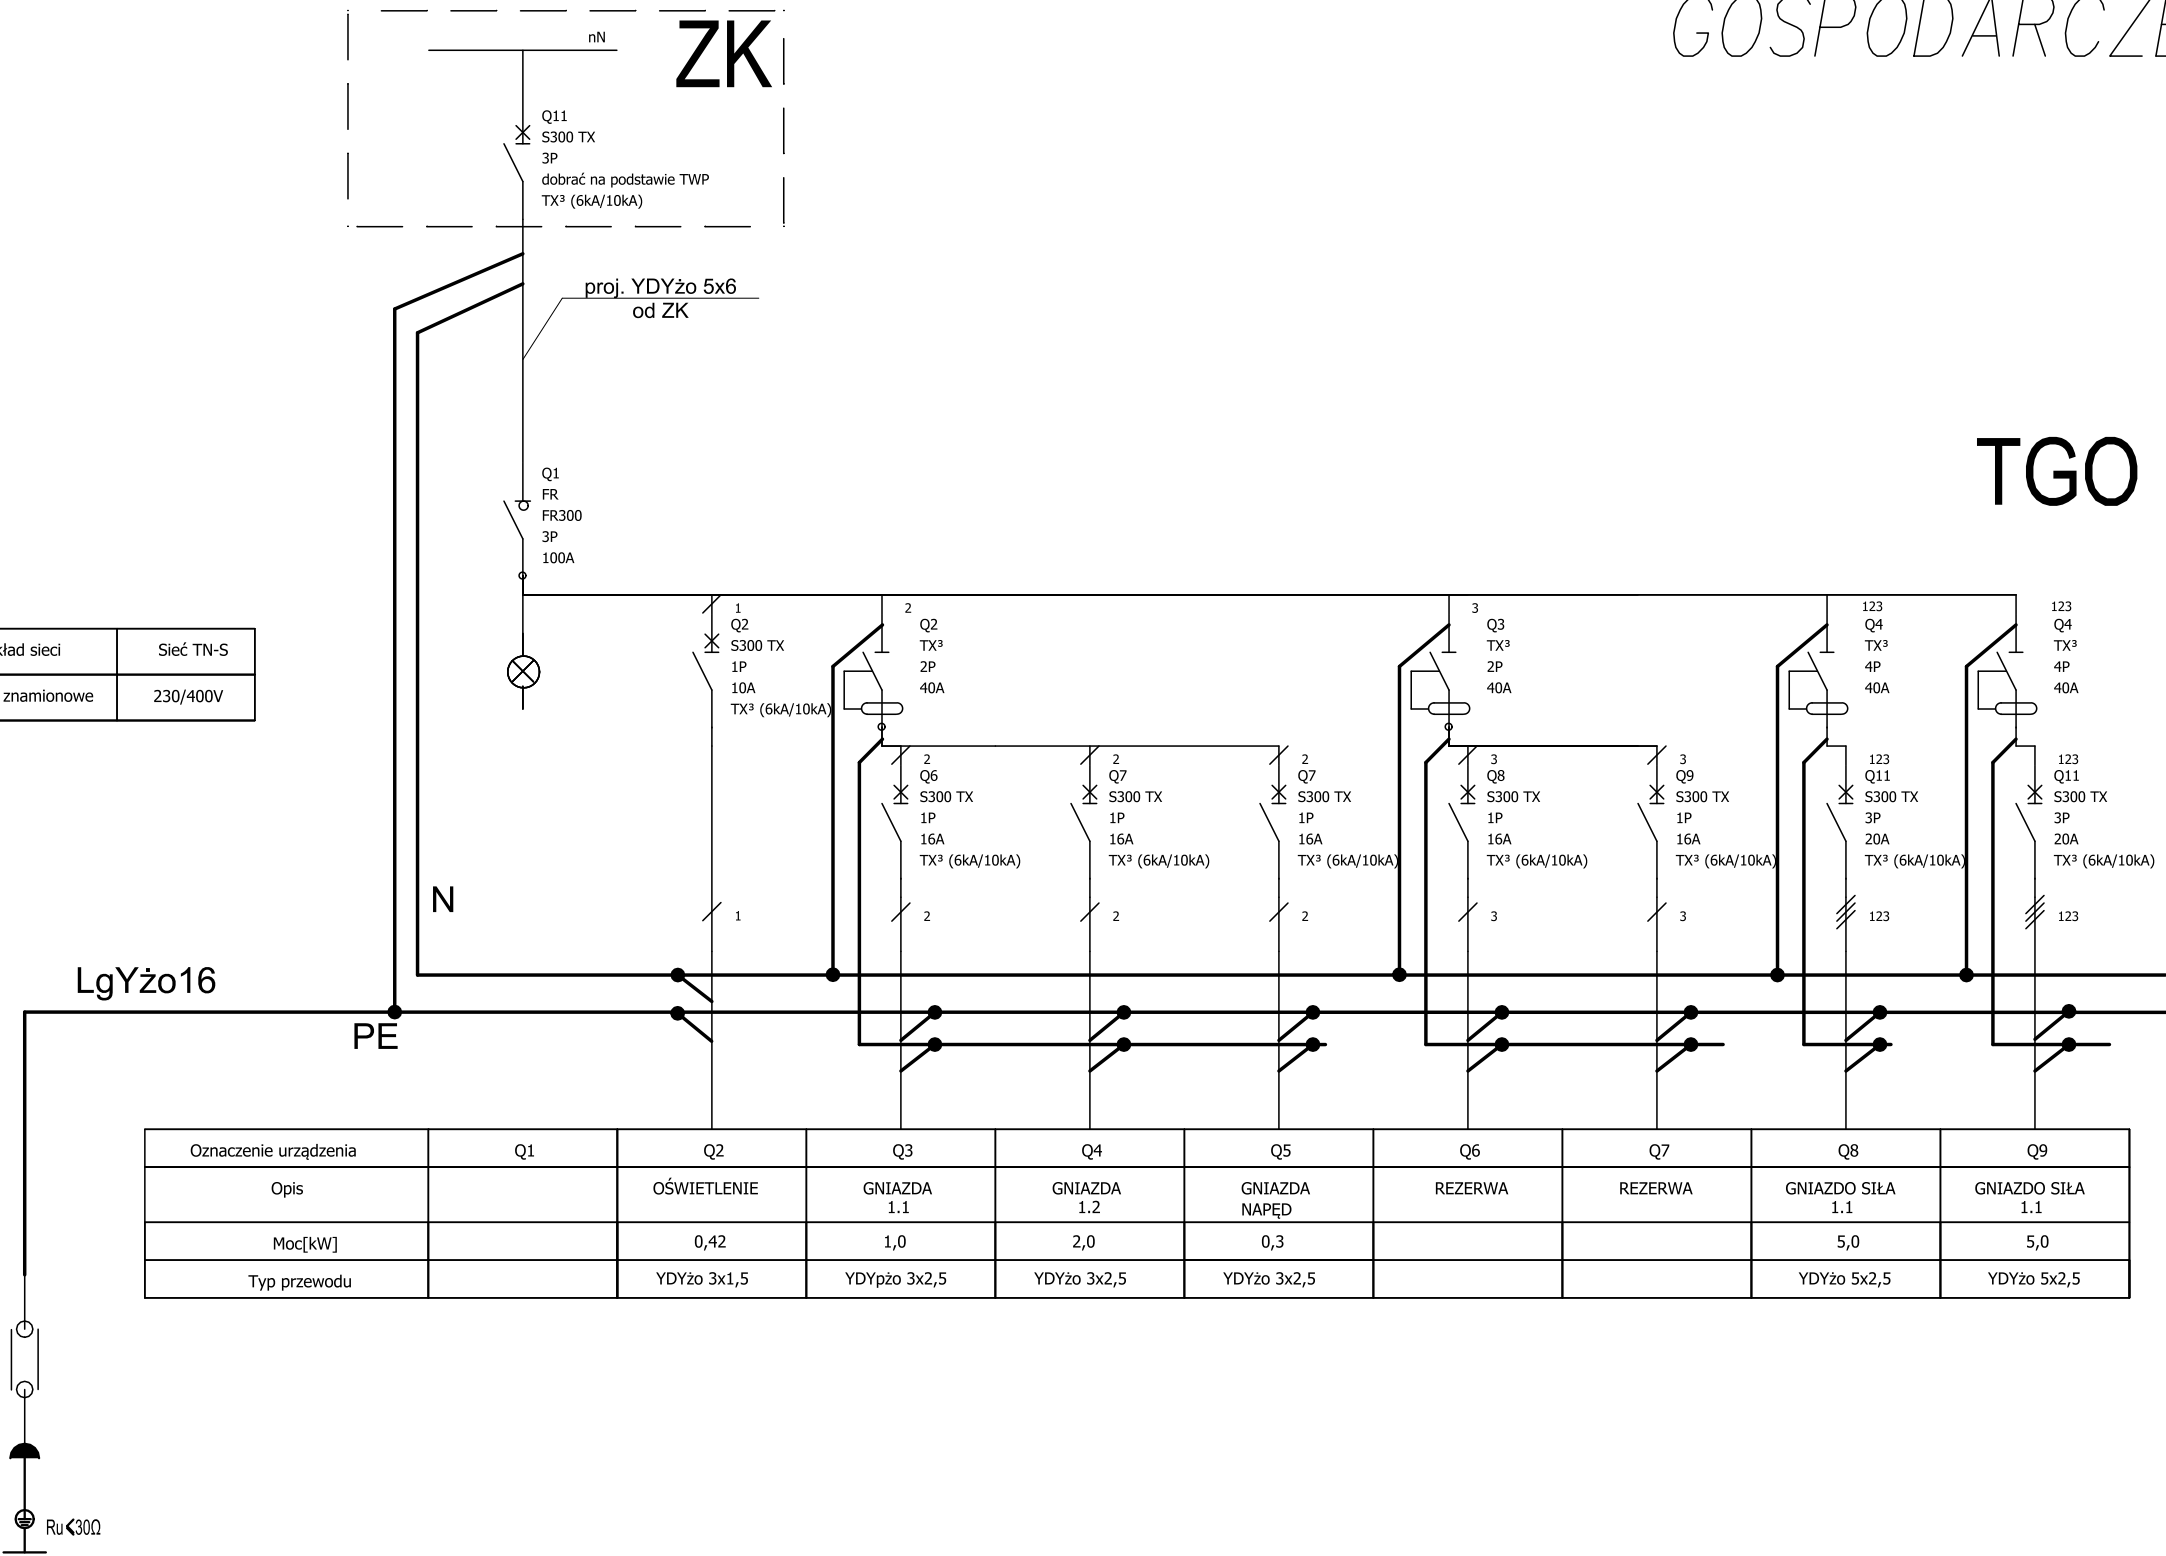 GOSPODARCZE
nN
ZK
Q11
S300 TX
3P
dobrać na podstawie TWP
TX³ (6kA/10kA)
proj. YDYżo 5x6
od ZK
TGO
Q1
FR
FR300
3P
100A
kład sieci Sieć TN-S
znamionowe 230/400V
1
Q2
S300 TX
1P
10A
TX³ (6kA/10kA)
2
Q2
TX³
2P
40A
3
Q3
TX³
2P
40A
123
Q4
TX³
4P
40A
123
Q4
TX³
4P
40A
2
Q6
S300 TX
1P
16A
TX³ (6kA/10kA)
2
Q7
S300 TX
1P
16A
TX³ (6kA/10kA)
2
Q7
S300 TX
1P
16A
TX³ (6kA/10kA)
3
Q8
S300 TX
1P
16A
TX³ (6kA/10kA)
3
Q9
S300 TX
1P
16A
TX³ (6kA/10kA)
123
Q11
S300 TX
3P
20A
TX³ (6kA/10kA)
123
Q11
S300 TX
3P
20A
TX³ (6kA/10kA)
N
1 2 2 2 3 3 123 123
LgYżo16
PE
Oznaczenie urządzenia Q1 Q2 Q3 Q4 Q5 Q6 Q7 Q8 Q9
Opis OŚWIETLENIE GNIAZDA GNIAZDA GNIAZDA REZERWA REZERWA GNIAZDO SIŁA GNIAZDO SIŁA
1.1 1.2 NAPĘD 1.1 1.1
Moc[kW] 0,42 1,0 2,0 0,3 5,0 5,0
Typ przewodu YDYżo 3x1,5 YDYpżo 3x2,5 YDYżo 3x2,5 YDYżo 3x2,5 YDYżo 5x2,5 YDYżo 5x2,5
Ru<30Ω